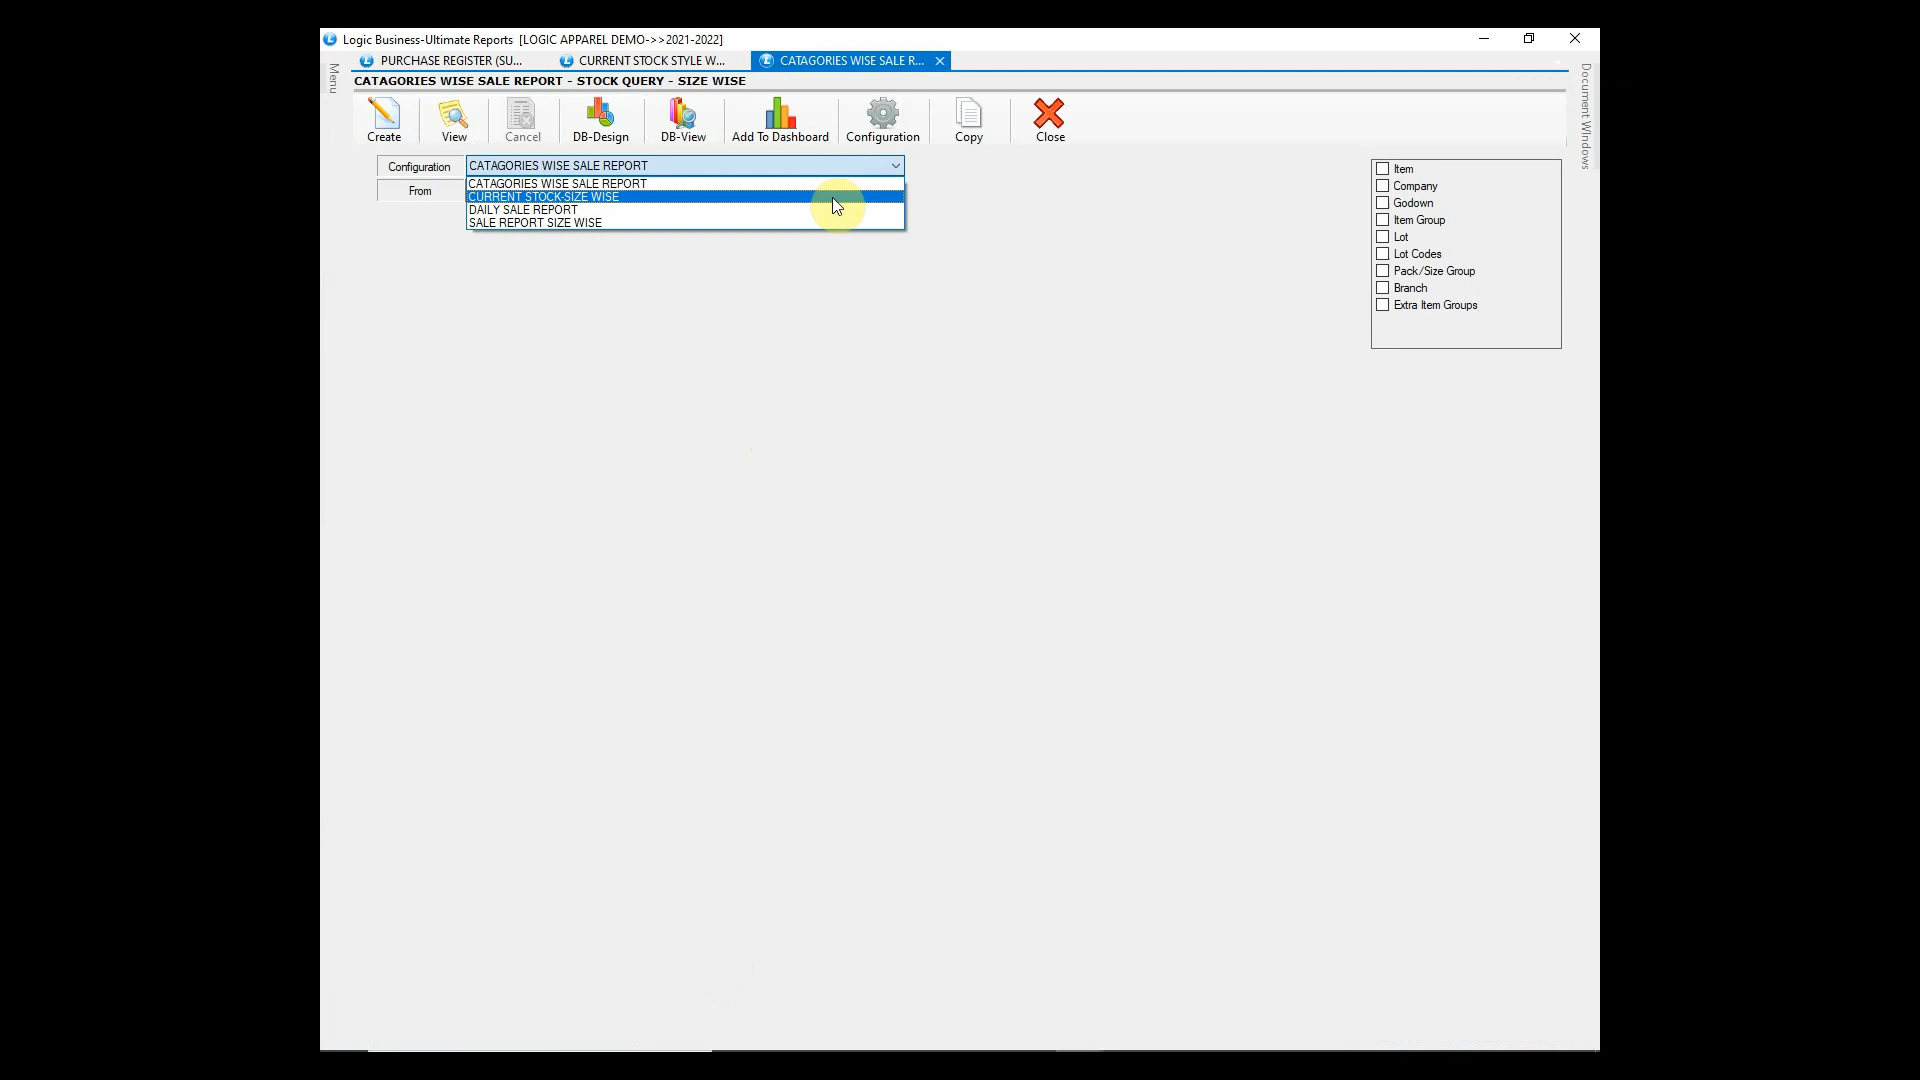 Logic Business-Ultimate Reports [LOGIC APPAREL DEMO->>2021-2022]
Menu
PURCHASE REGISTER (SU...
CURRENT STOCK STYLE W...
CATAGORIES WISE SALE R...
Document Windows
CATAGORIES WISE SALE REPORT - STOCK QUERY - SIZE WISE
Create
View
Cancel
DB-Design
DB-View
Add To Dashboard
Configuration
Copy
Close
Configuration
CATAGORIES WISE SALE REPORT
From
CATAGORIES WISE SALE REPORT
CURRENT STOCK-SIZE WISE
DAILY SALE REPORT
SALE REPORT SIZE WISE
Item
Company
Godown
Item Group
Lot
Lot Codes
Pack/Size Group
Branch
Extra Item Groups